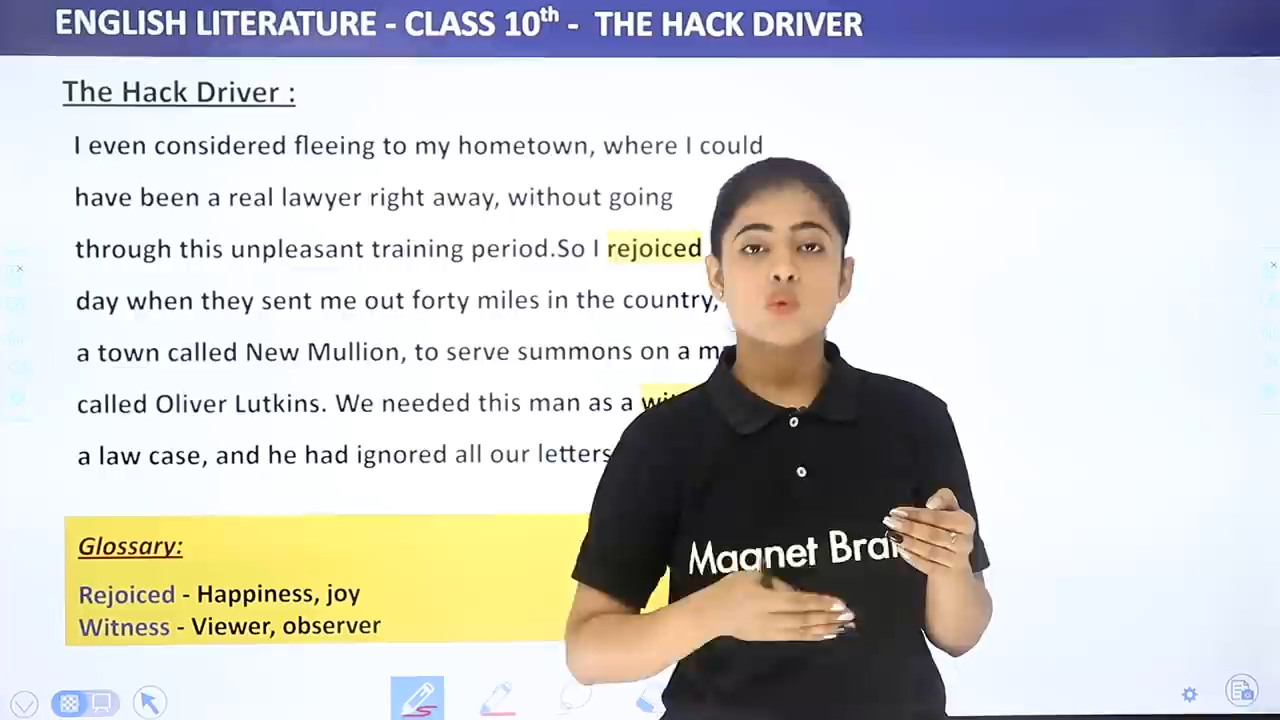 ENGLISH LITERATURE - CLASS 10th - THE HACK DRIVER
The Hack Driver :
I even considered fleeing to my hometown, where I could
have been a real lawyer right away, without going
through this unpleasant training period.So I rejoiced
day when they sent me out forty miles in the country,
a town called New Mullion, to serve summons on a
called Oliver Lutkins. We needed this man as a
a law case, and he had ignored all our letters
Glossary:
Rejoiced - Happiness, joy
Witness - Viewer, observer
Magnet